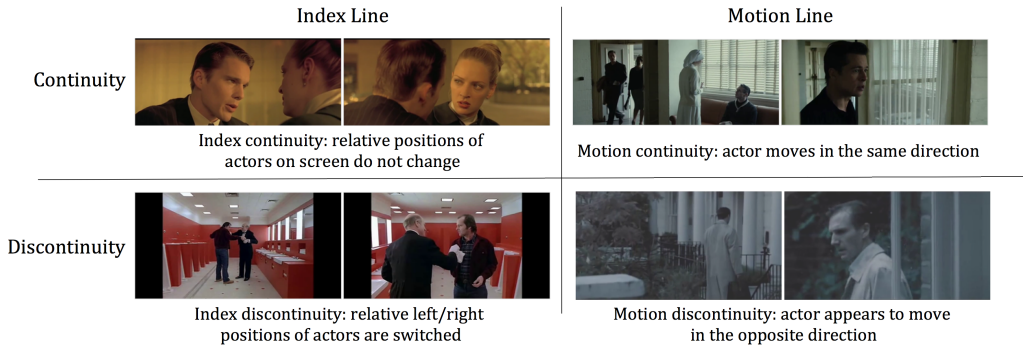 Index Line
Motion Line
Continuity
Index continuity: relative positions of
actors on screen do not change
Motion continuity: actor moves in the same direction
Discontinuity
Index discontinuity: relative left/right
positions of actors are switched
Motion discontinuity: actor appears to move
in the opposite direction